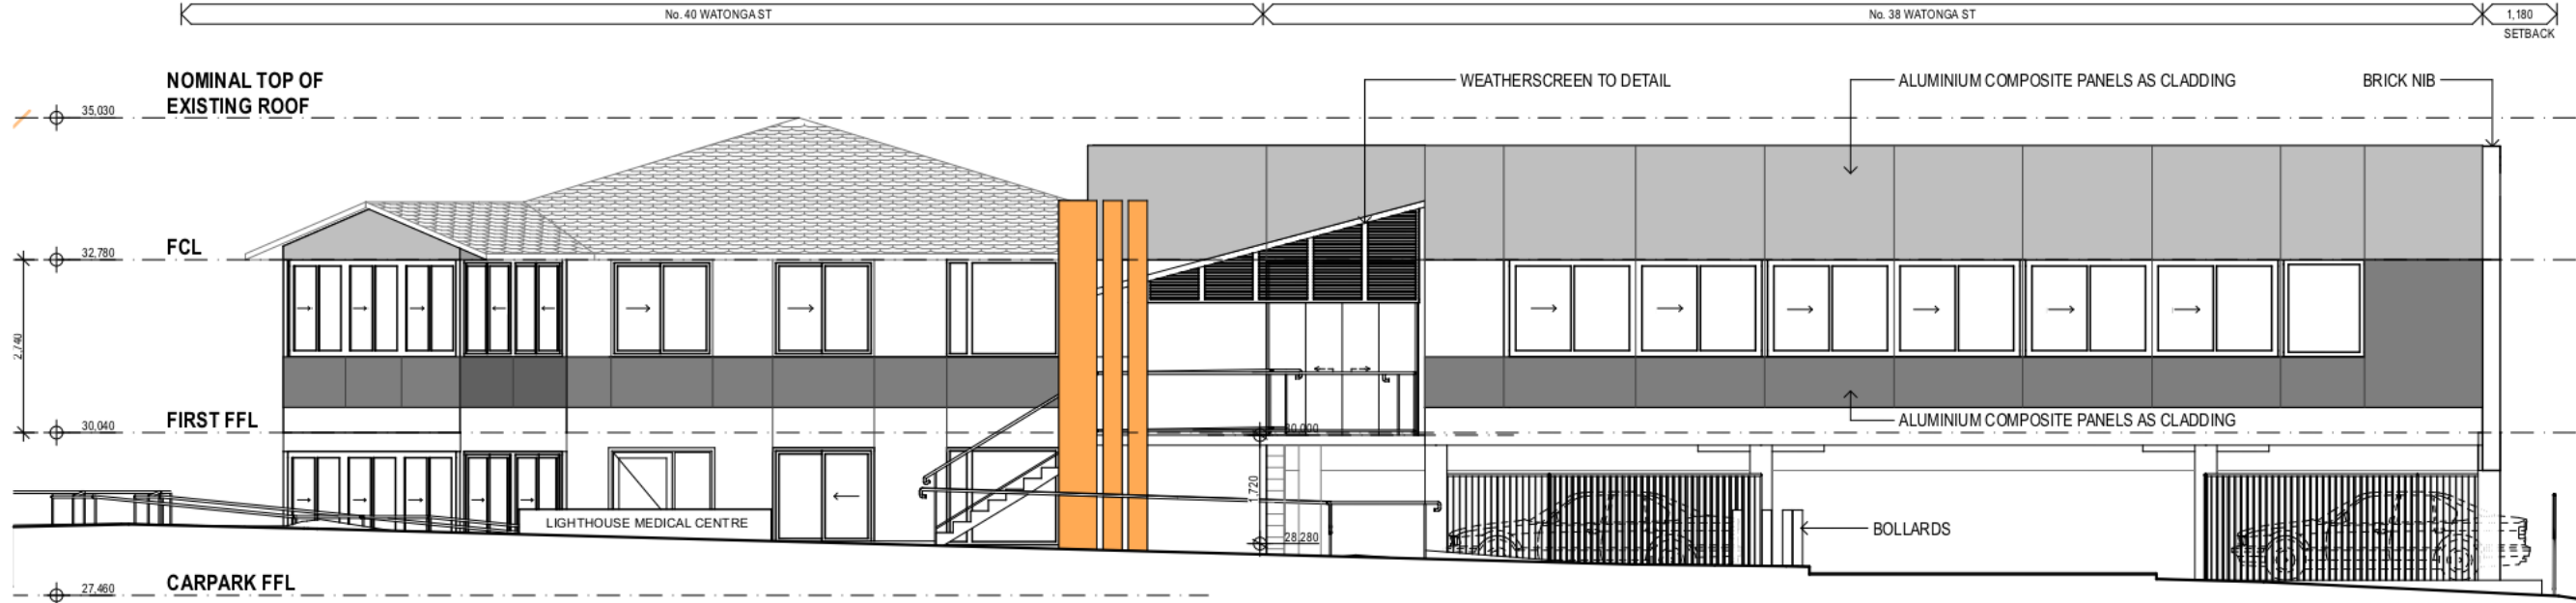 No. 40 WATONGA ST
No. 38 WATONGA ST
1,180
SETBACK
NOMINAL TOP OF
EXISTING ROOF
35,030
WEATHERSCREEN TO DETAIL
ALUMINIUM COMPOSITE PANELS AS CLADDING
BRICK NIB
FCL
32,780
2,740
FIRST FFL
30,040
30,000
ALUMINIUM COMPOSITE PANELS AS CLADDING
1,720
LIGHTHOUSE MEDICAL CENTRE
28,280
BOLLARDS
CARPARK FFL
27,460